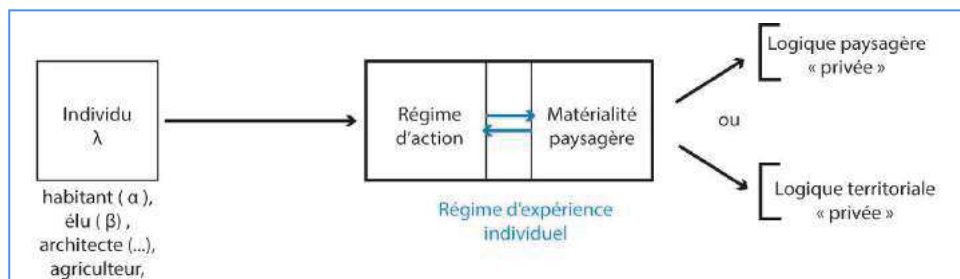 Individu
λ
habitant ( α ),
élu ( β ) ,
architecte (...),
agriculteur,
Régime
d'action
Matérialité
paysagère
Régime d'expérience
individuel
Logique paysagère
« privée »
ou
Logique territoriale
« privée »